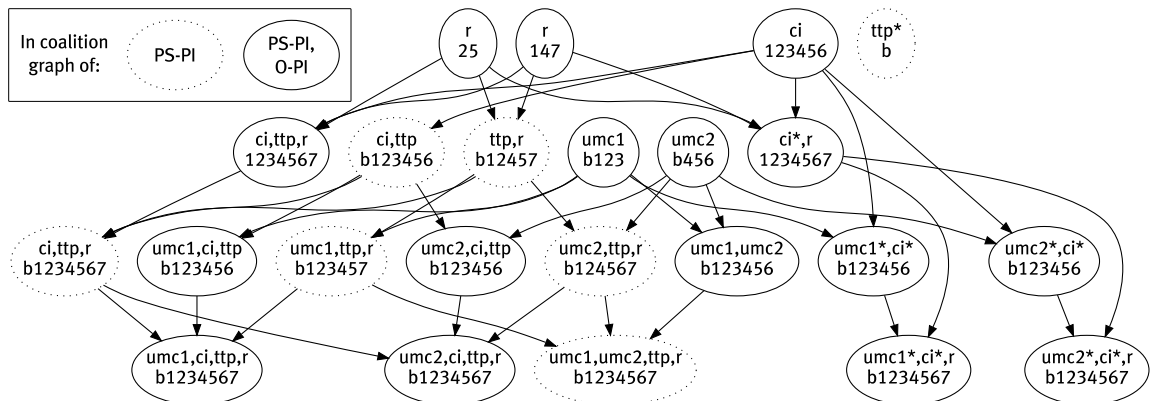 In coalition
graph of:
PS-PI
PS-PI,
O-PI
r
25
r
147
ci
123456
ttp*
b
ci,ttp,r
1234567
ci,ttp
b123456
ttp,r
b12457
umc1
b123
umc2
b456
ci*,r
1234567
ci,ttp,r
b1234567
umc1,ci,ttp
b123456
umc1,ttp,r
b123457
umc2,ci,ttp
b123456
umc2,ttp,r
b124567
umc1,umc2
b123456
umc1*,ci*
b123456
umc2*,ci*
b123456
umc1,ci,ttp,r
b1234567
umc2,ci,ttp,r
b1234567
umc1,umc2,ttp,r
b1234567
umc1*,ci*,r
b1234567
umc2*,ci*,r
b1234567